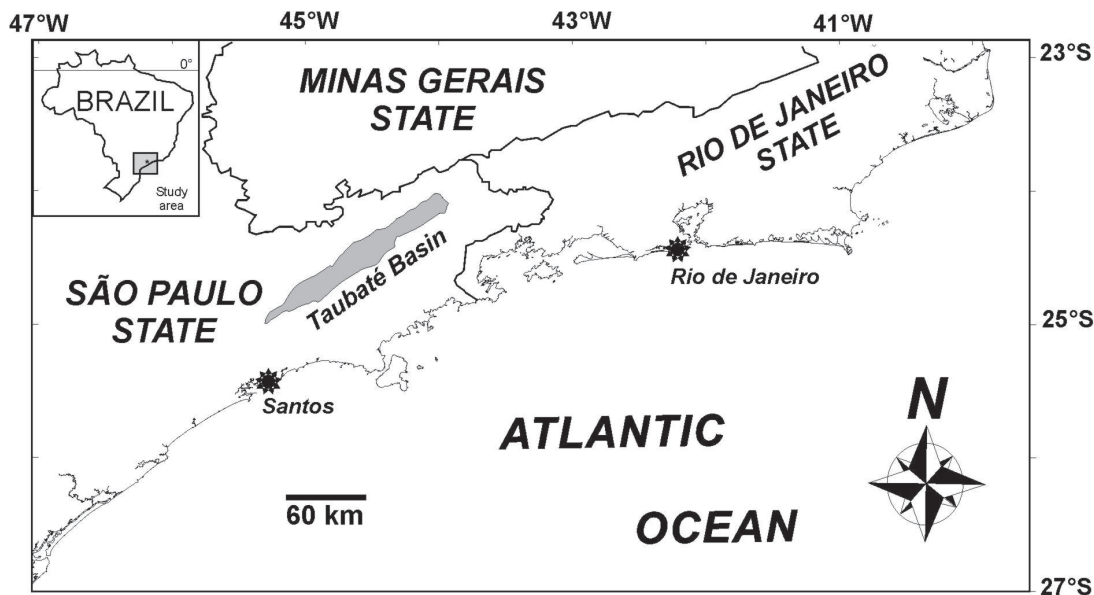 47°W
45°W
43°W
41°W
23°S
0°
BRAZIL
Study
area
MINAS GERAIS
STATE
RIO DE JANEIRO
STATE
Taubaté Basin
SÃO PAULO
STATE
Rio de Janeiro
25°S
Santos
ATLANTIC
OCEAN
N
60 km
27°S